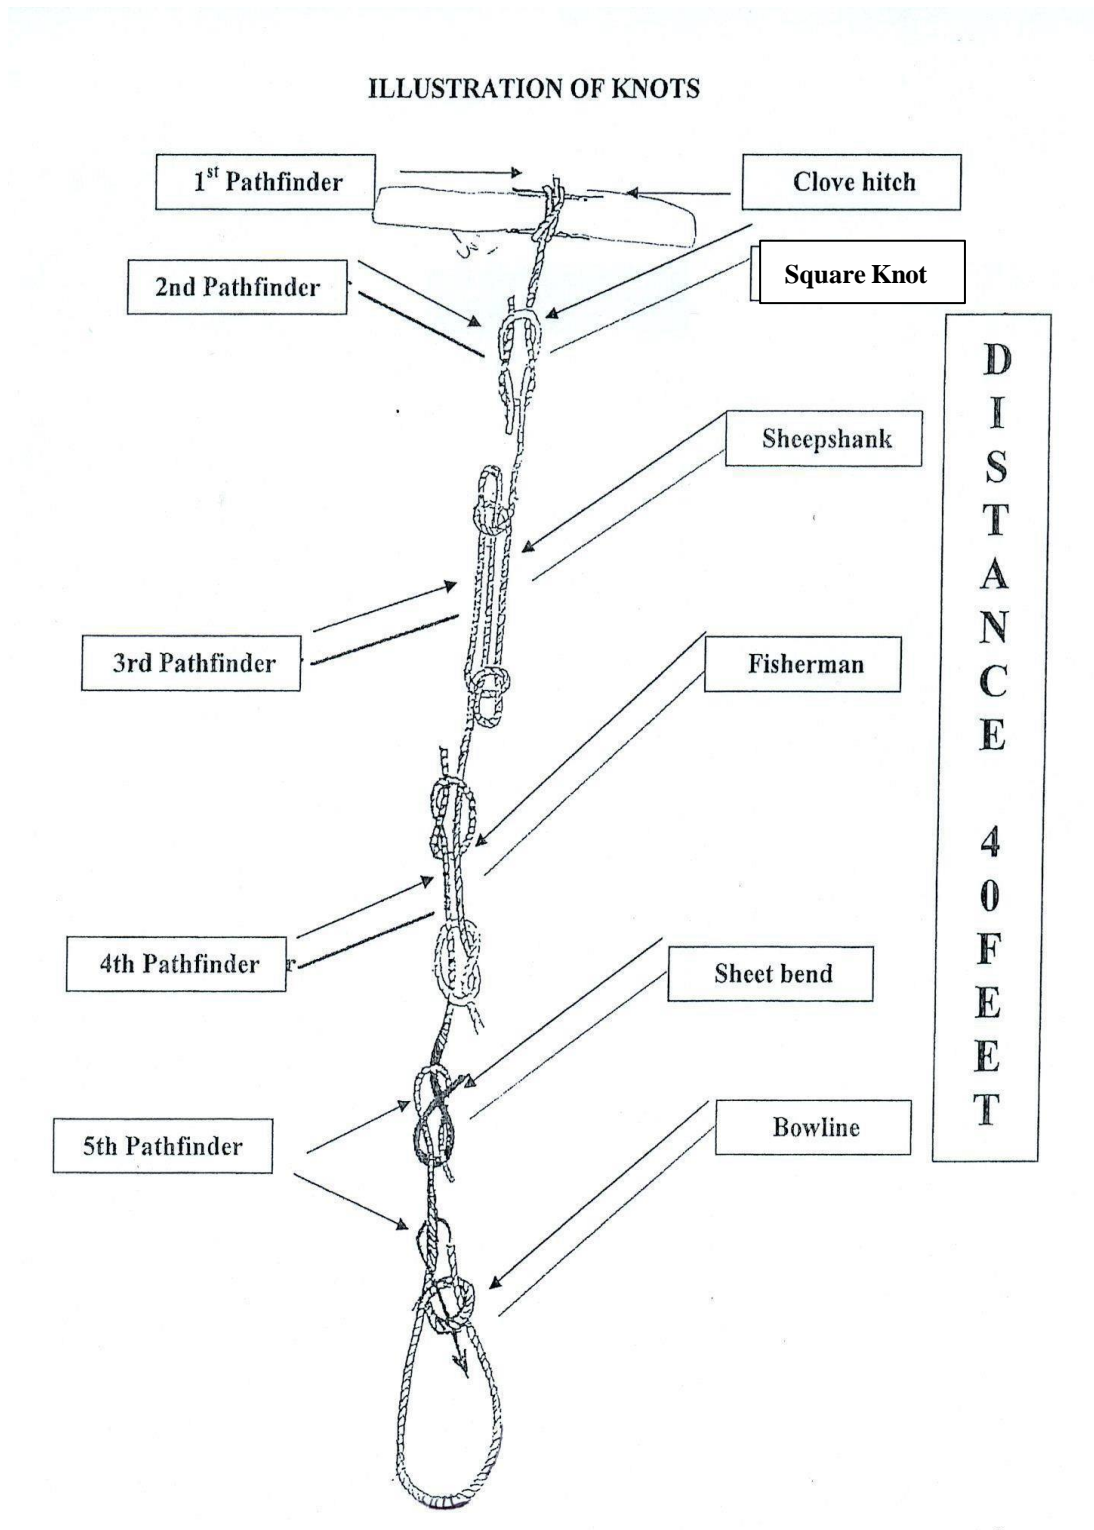 ILLUSTRATION OF KNOTS
1st Pathfinder
Clove hitch
2nd Pathfinder
Square Knot
Sheepshank
3rd Pathfinder
Fisherman
4th Pathfinder r
Sheet bend
5th Pathfinder
Bowline
DISTANCE 40FEET